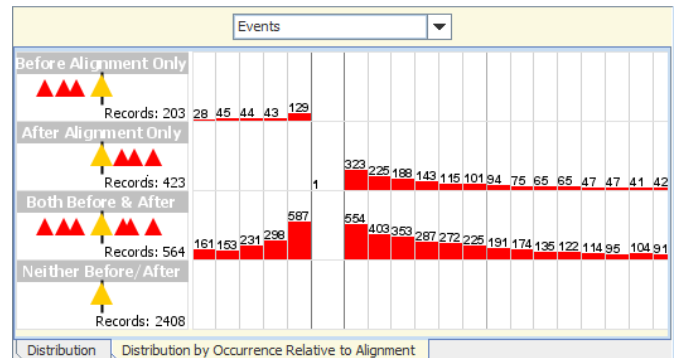 Events
Before Alignment Only
Records: 203 28 45 44 43 129
After Alignment Only
Records: 423 1 323 225 188 143 115 101 94 75 65 65 47 47 41 42
Both Before & After
Records: 564 161 153 231 298 587 554 403 353 287 272 225 191 174 135 122 114 95 104 91
Neither Before/After
Records: 2408
Distribution Distribution by Occurrence Relative to Alignment